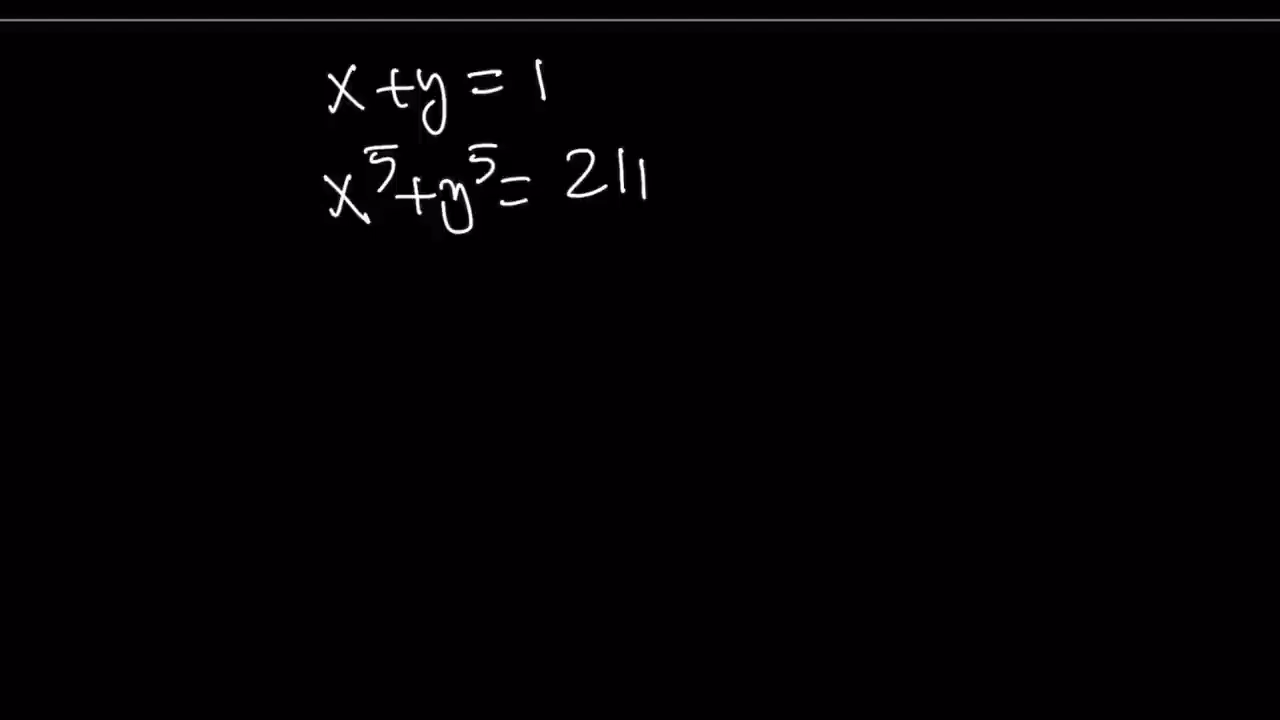 x+y = 1
x⁵+y⁵ = 211